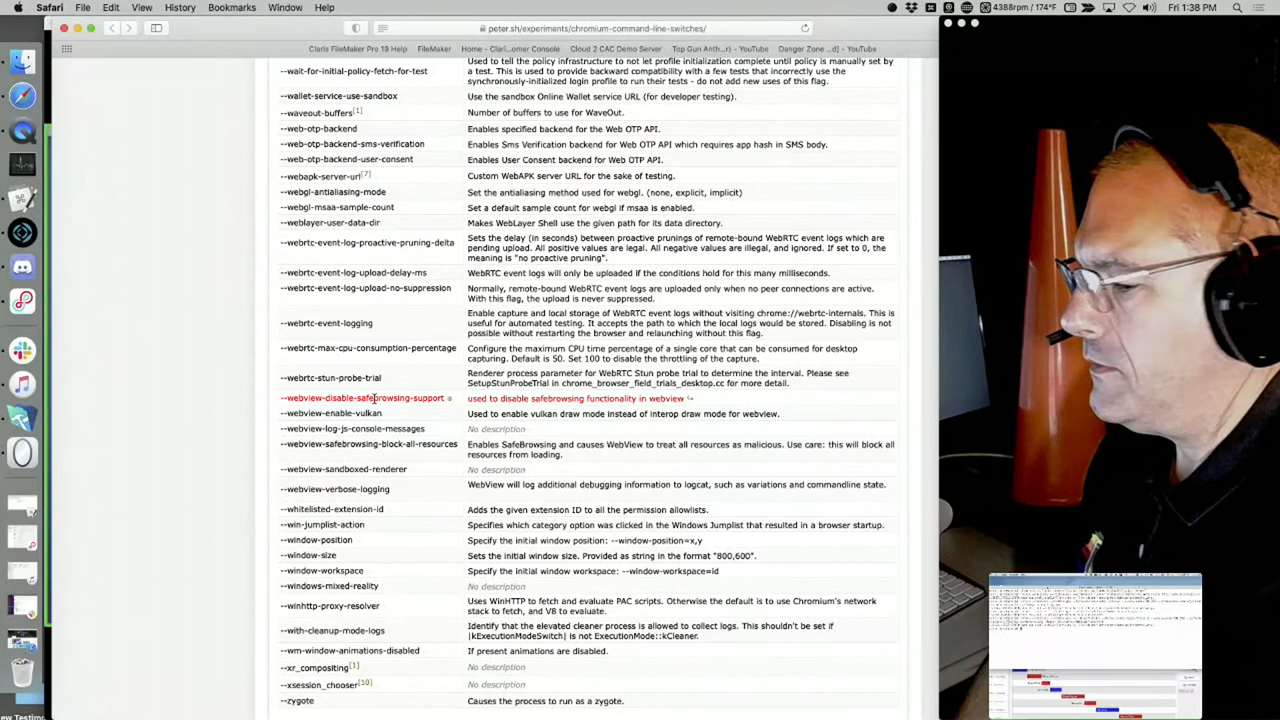 Safari File Edit View History Bookmarks Window Help 4388rpm / 174°F Fri 1:38 PM
peter.sh/experiments/chromium-command-line-switches/
Claris FileMaker Pro 19 Help FileMaker Home - Claris...omer Console Cloud 2 CAC Demo Server Top Gun Anth...r) - YouTube Danger Zone ...d) - YouTube
--wait-for-initial-policy-fetch-for-test Used to tell the policy infrastructure to not let profile initialization complete until policy is manually set by
a test. This is used to provide backward compatibility with a few tests that incorrectly use the
synchronously-initialized login profile to run their tests - do not add new uses of this flag.
--wallet-service-use-sandbox Use the sandbox Online Wallet service URL (for developer testing).
--waveout-buffers[1] Number of buffers to use for WaveOut.
--web-otp-backend Enables specified backend for the Web OTP API.
--web-otp-backend-sms-verification Enables Sms Verification backend for Web OTP API which requires app hash in SMS body.
--web-otp-backend-user-consent Enables User Consent backend for Web OTP API.
--webapk-server-url[7] Custom WebAPK server URL for the sake of testing.
--webgl-antialiasing-mode Set the antialiasing method used for webgl. (none, explicit, implicit)
--webgl-msaa-sample-count Set a default sample count for webgl if msaa is enabled.
--weblayer-user-data-dir Makes WebLayer Shell use the given path for its data directory.
--webrtc-event-log-proactive-pruning-delta Sets the delay (in seconds) between proactive prunings of remote-bound WebRTC event logs which are
pending upload. All positive values are legal. All negative values are illegal, and ignored. If set to 0, the
meaning is "no proactive pruning".
--webrtc-event-log-upload-delay-ms WebRTC event logs will only be uploaded if the conditions hold for this many milliseconds.
--webrtc-event-log-upload-no-suppression Normally, remote-bound WebRTC event logs are uploaded only when no peer connections are active.
With this flag, the upload is never suppressed.
--webrtc-event-logging Enable capture and local storage of WebRTC event logs without visiting chrome://webrtc-internals. This is
useful for automated testing. It accepts the path to which the local logs would be stored. Disabling is not
possible without restarting the browser and relaunching without this flag.
--webrtc-max-cpu-consumption-percentage Configure the maximum CPU time percentage of a single core that can be consumed for desktop
capturing. Default is 50. Set 100 to disable the throttling of the capture.
--webrtc-stun-probe-trial Renderer process parameter for WebRTC Stun probe trial to determine the interval. Please see
SetupStunProbeTrial in chrome_browser_field_trials_desktop.cc for more detail.
--webview-disable-safebrowsing-support used to disable safebrowsing functionality in webview
--webview-enable-vulkan Used to enable vulkan draw mode instead of interop draw mode for webview.
--webview-log-js-console-messages No description
--webview-safebrowsing-block-all-resources Enables SafeBrowsing and causes WebView to treat all resources as malicious. Use care: this will block all
resources from loading.
--webview-sandboxed-renderer No description
--webview-verbose-logging WebView will log additional debugging information to logcat, such as variations and commandline state.
--whitelisted-extension-id Adds the given extension ID to all the permission allowlists.
--win-jumplist-action Specifies which category option was clicked in the Windows Jumplist that resulted in a browser startup.
--window-position Specify the initial window position: --window-position=x,y
--window-size Sets the initial window size. Provided as string in the format "800,600".
--window-workspace Specify the initial window workspace: --window-workspace=id
--windows-mixed-reality No description
--winhttp-proxy-resolver Uses WinHTTP to fetch and evaluate PAC scripts. Otherwise the default is to use Chromium's network
stack to fetch, and V8 to evaluate.
--with-cleanup-mode-logs Identify that the elevated cleaner process is allowed to collect logs. This shouldn't be set if
|kExecutionModeSwitch| is not ExecutionMode::kCleaner.
--wm-window-animations-disabled If present animations are disabled.
--xr_compositing[1] No description
--xsession_chooser[10] No description
--zygote Causes the process to run as a zygote.